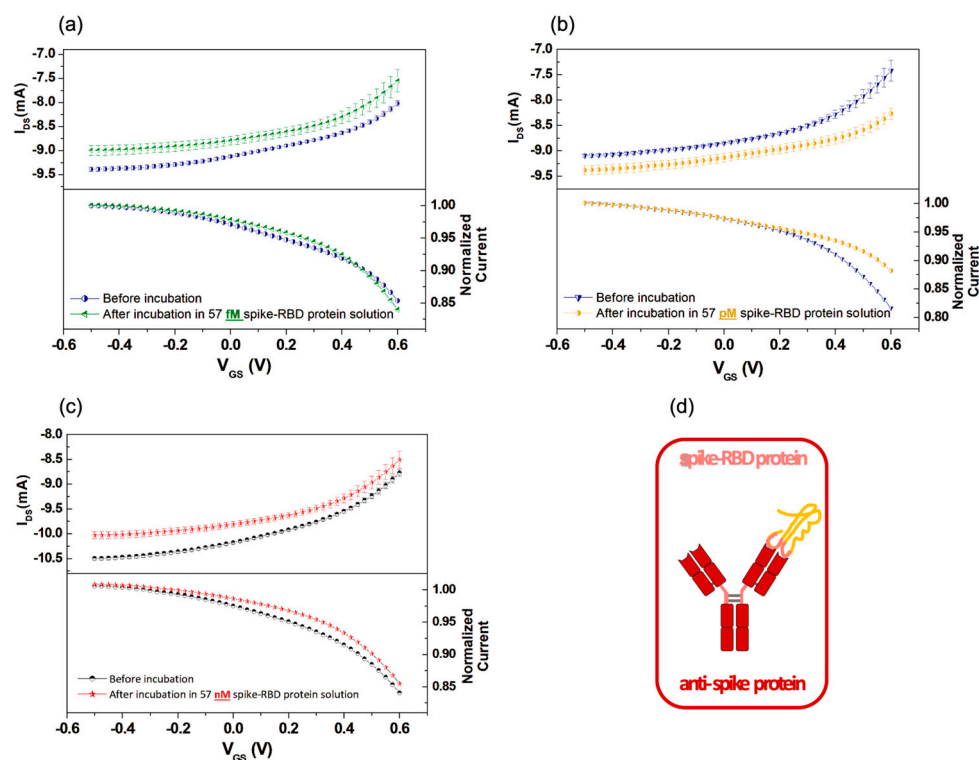 (a)
-7.0
-7.5
-8.0
-8.5
-9.0
-9.5
I_DS(mA)
1.00
0.95
0.90
0.85
Normalized
Current
Before incubation
After incubation in 57 fM spike-RBD protein solution
-0.6 -0.4 -0.2 0.0 0.2 0.4 0.6
V_GS (V)
(b)
-7.0
-7.5
-8.0
-8.5
-9.0
-9.5
I_DS(mA)
1.00
0.95
0.90
0.85
0.80
Normalized
Current
Before incubation
After incubation in 57 pM spike-RBD protein solution
-0.6 -0.4 -0.2 0.0 0.2 0.4 0.6
V_GS (V)
(c)
-8.0
-8.5
-9.0
-9.5
-10.0
-10.5
I_DS(mA)
1.00
0.95
0.90
0.85
Normalized
Current
Before incubation
After incubation in 57 nM spike-RBD protein solution
-0.6 -0.4 -0.2 0.0 0.2 0.4 0.6
V_GS (V)
(d)
spike-RBD protein
anti-spike protein